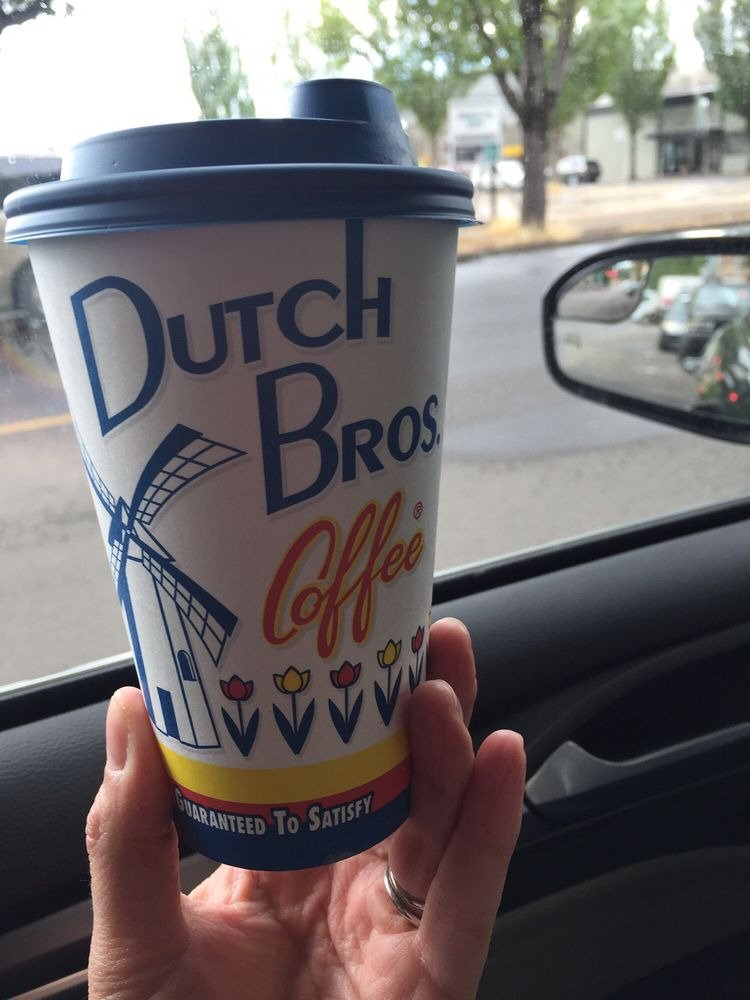 DUTCH
BROS.
Coffee®
GUARANTEED TO SATISFY